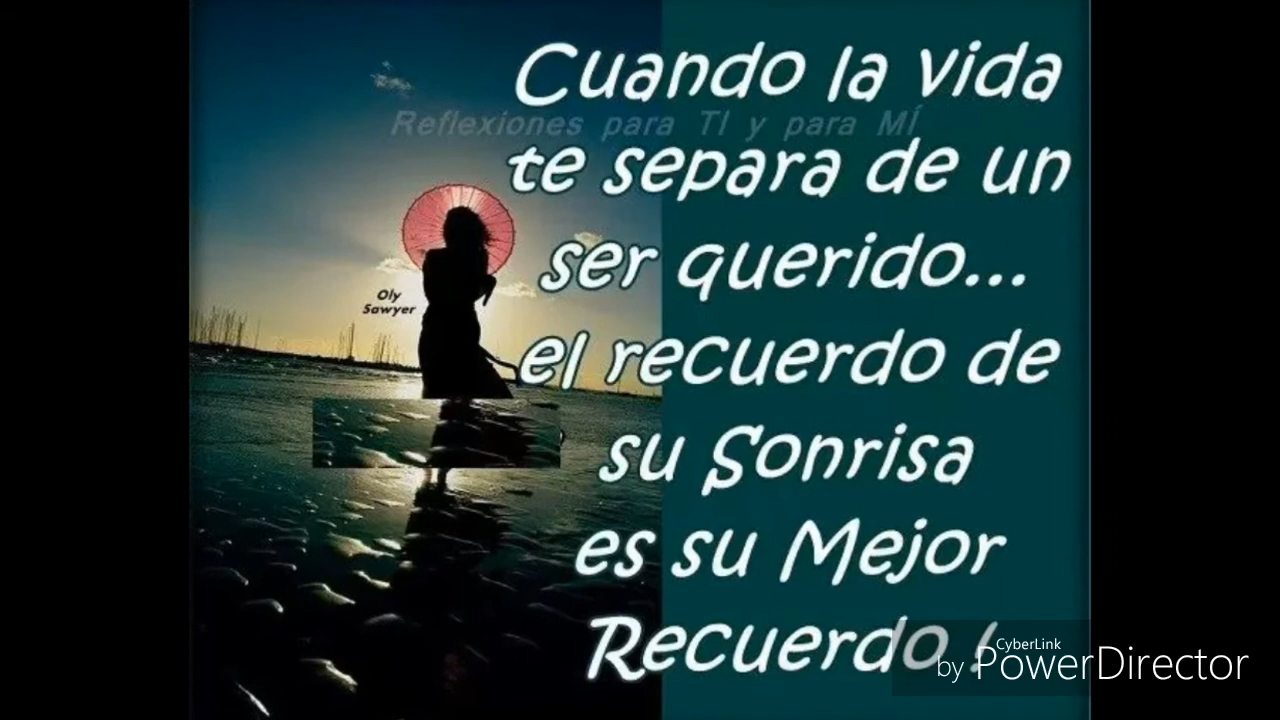 Cuando la vida
Reflexiones para TI y para MÍ
te separa de un
ser querido...
Oly
Sawyer
el recuerdo de
su Sonrisa
es su Mejor
Recuerdo !
CyberLink
by PowerDirector